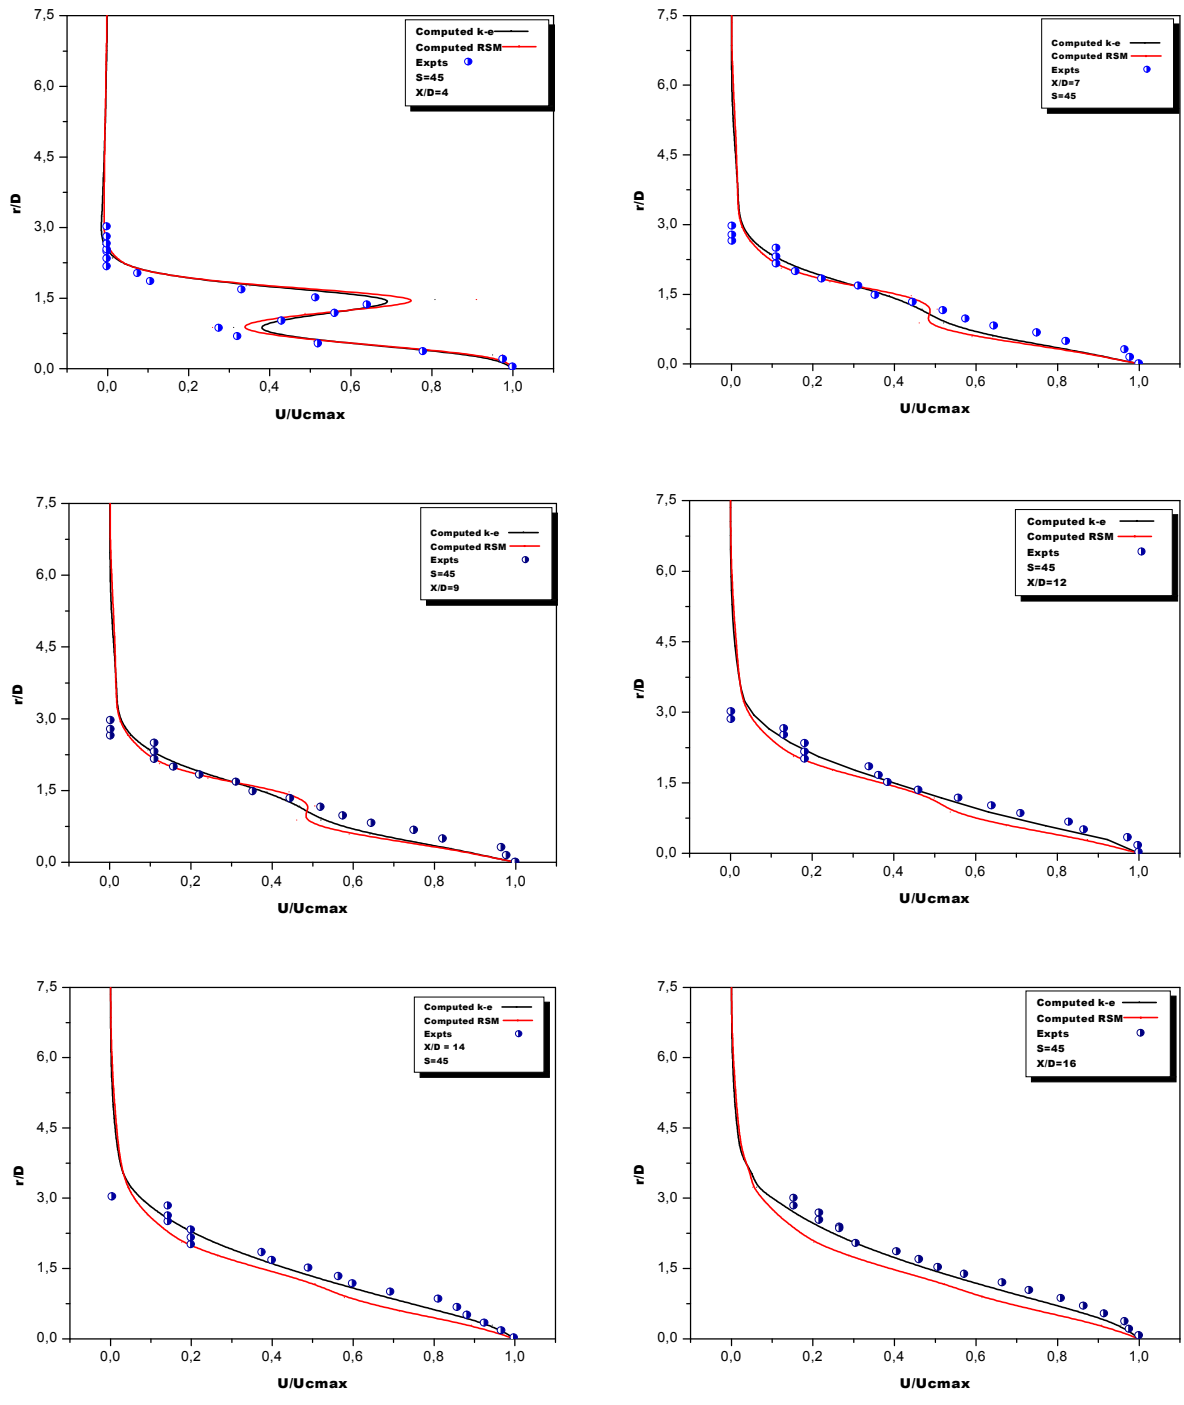 7,5
6,0
4,5
3,0
1,5
0,0
r/D
0,0 0,2 0,4 0,6 0,8 1,0
U/Ucmax
Computed k-e
Computed RSM
Expts
S=45
X/D=4
7,5
6,0
4,5
3,0
1,5
0,0
r/D
0,0 0,2 0,4 0,6 0,8 1,0
U/Ucmax
Computed k-e
Computed RSM
Expts
X/D=7
S=45
7,5
6,0
4,5
3,0
1,5
0,0
r/D
0,0 0,2 0,4 0,6 0,8 1,0
U/Ucmax
Computed k-e
Computed RSM
Expts
S=45
X/D=9
7,5
6,0
4,5
3,0
1,5
0,0
r/D
0,0 0,2 0,4 0,6 0,8 1,0
U/Ucmax
Computed k-e
Computed RSM
Expts
S=45
X/D=12
7,5
6,0
4,5
3,0
1,5
0,0
r/D
0,0 0,2 0,4 0,6 0,8 1,0
U/Ucmax
Computed k-e
Computed RSM
Expts
X/D = 14
S=45
7,5
6,0
4,5
3,0
1,5
0,0
r/D
0,0 0,2 0,4 0,6 0,8 1,0
U/Ucmax
Computed k-e
Computed RSM
Expts
S=45
X/D=16